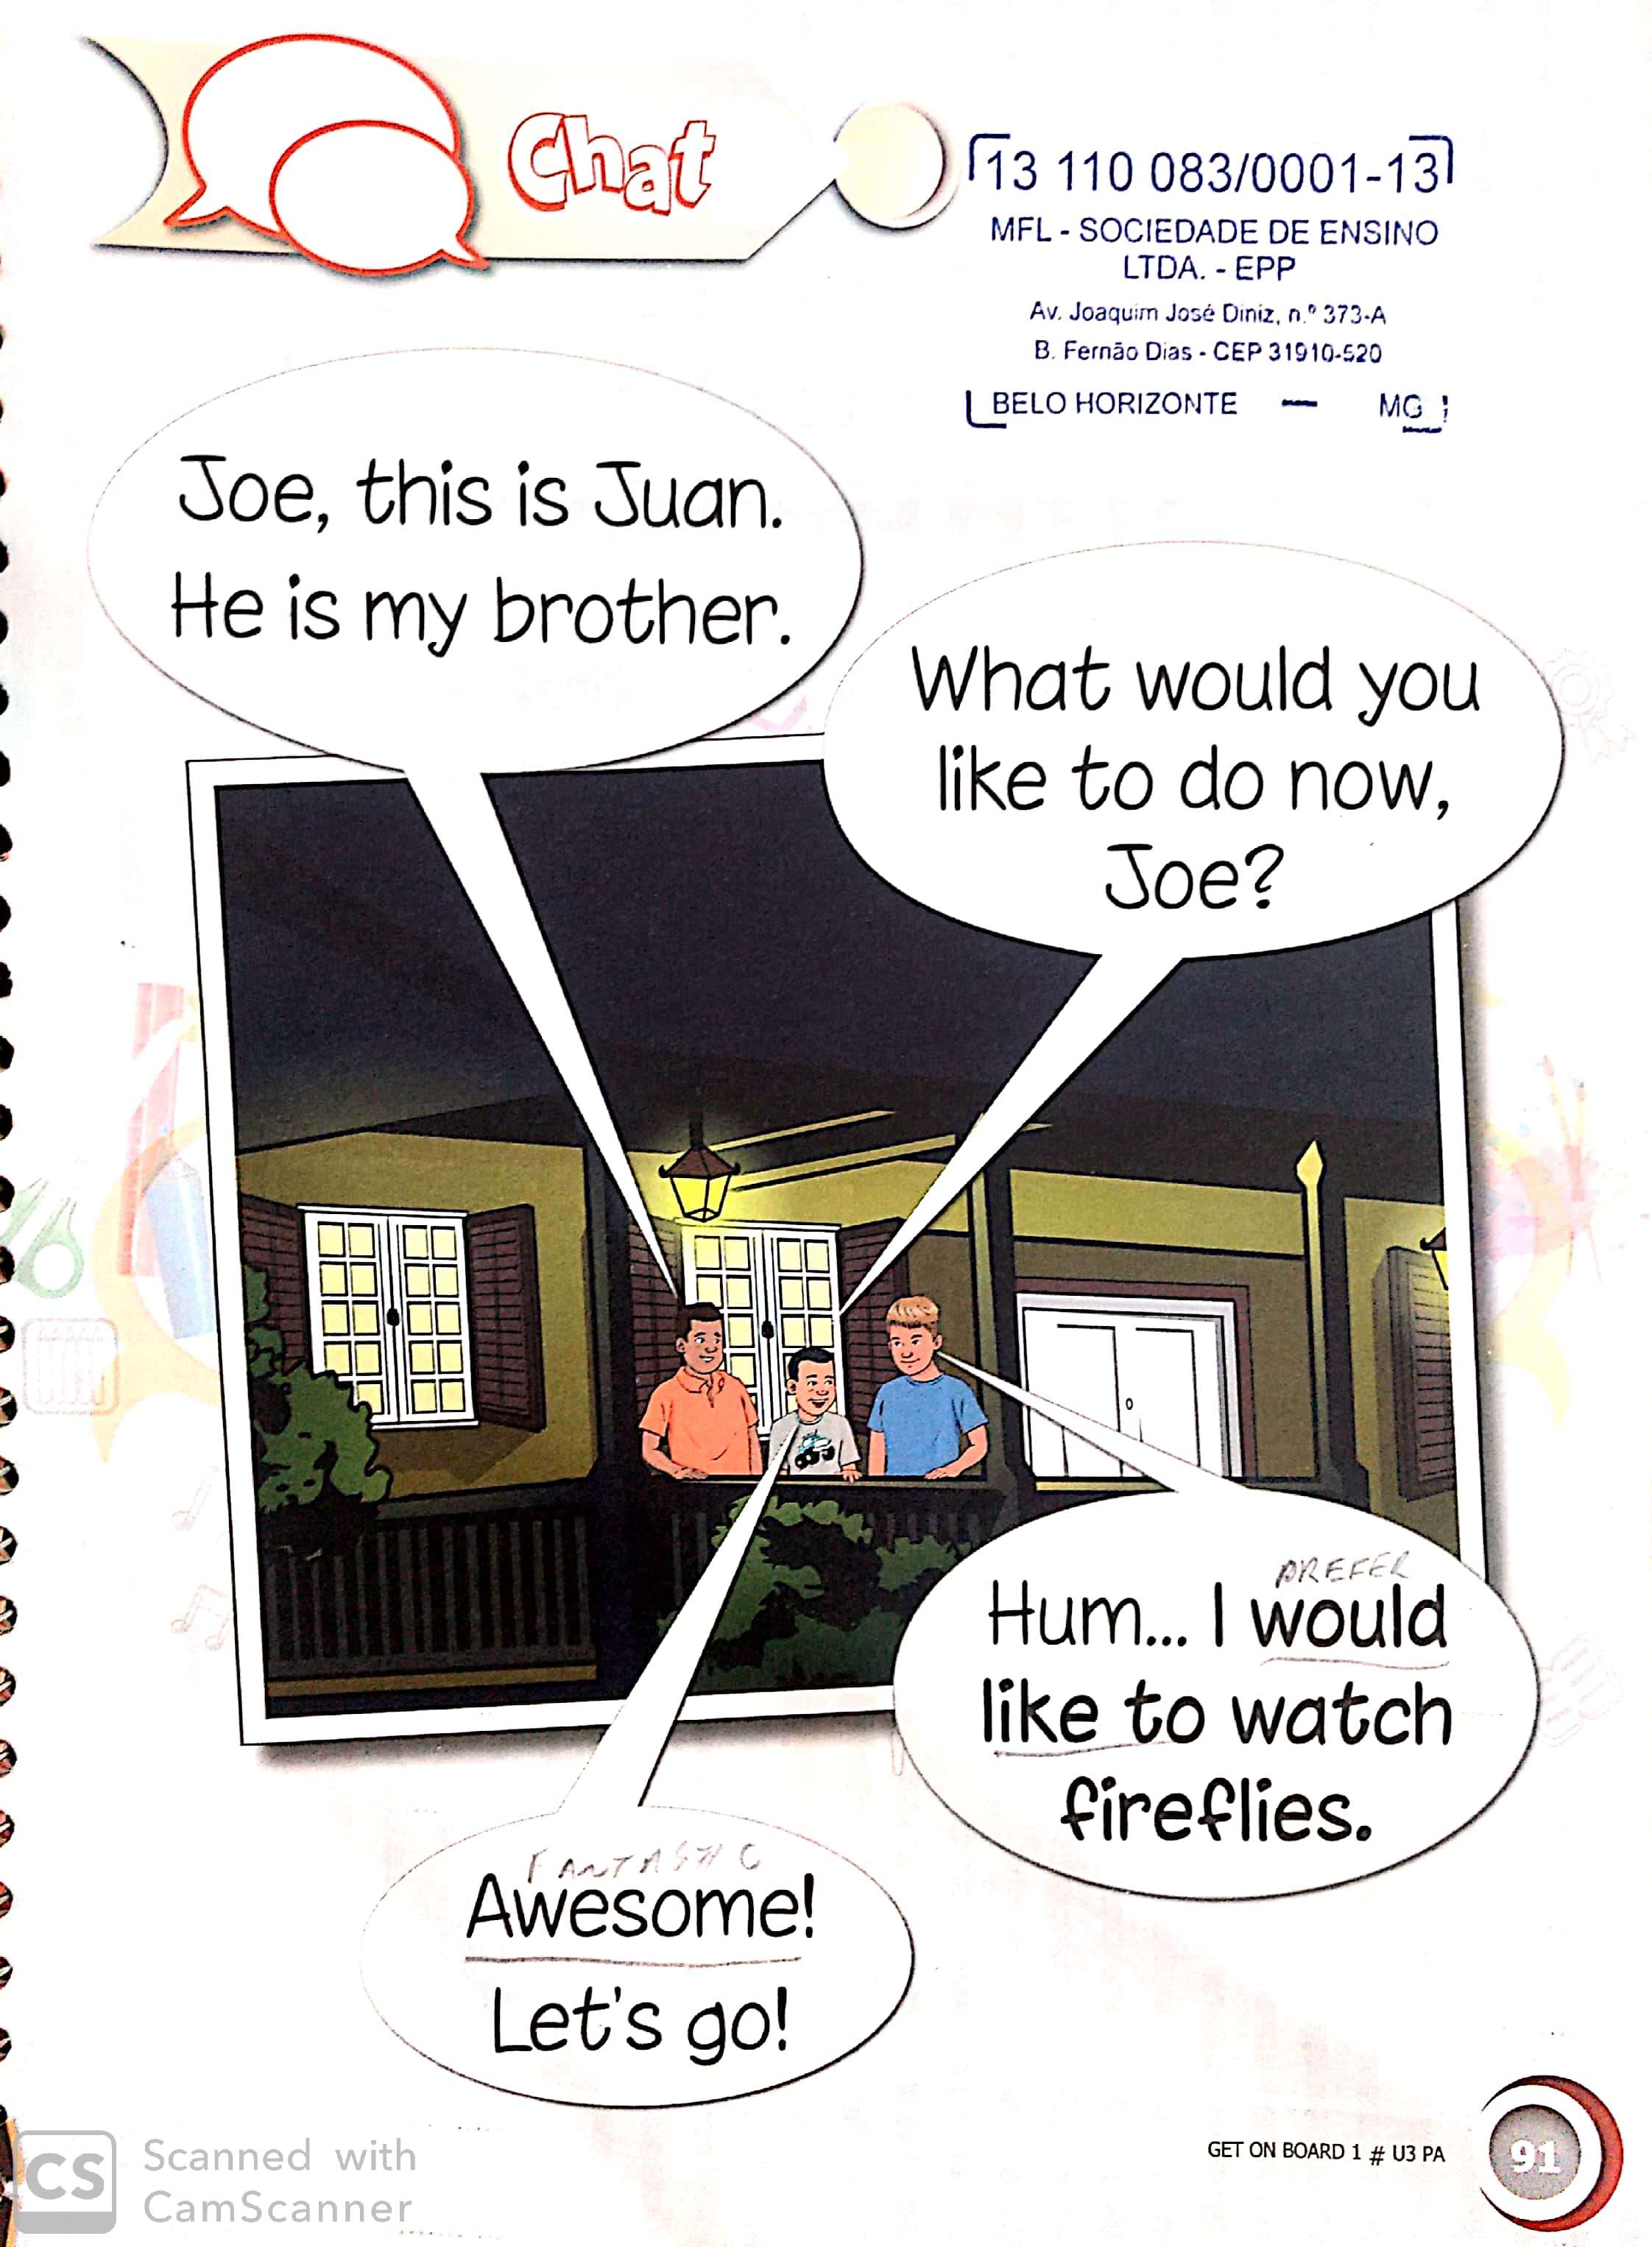 Chat
13 110 083/0001-13
MFL - SOCIEDADE DE ENSINO
LTDA. - EPP
Av. Joaquim José Diniz, n.º 373-A
B. Fernão Dias - CEP 31910-520
BELO HORIZONTE — MG
Joe, this is Juan.
He is my brother.
What would you
like to do now,
Joe?
PREFER
Hum... I would
like to watch
fireflies.
FANTASTIC
Awesome!
Let's go!
GET ON BOARD 1 # U3 PA
91
CS
Scanned with
CamScanner